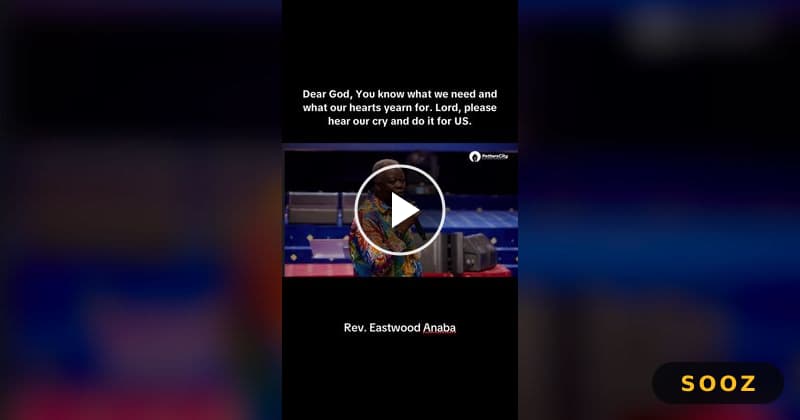 Dear God, You know what we need and
what our hearts yearn for. Lord, please
hear our cry and do it for US.
PottersCity
Rev. Eastwood Anaba
SOOZ